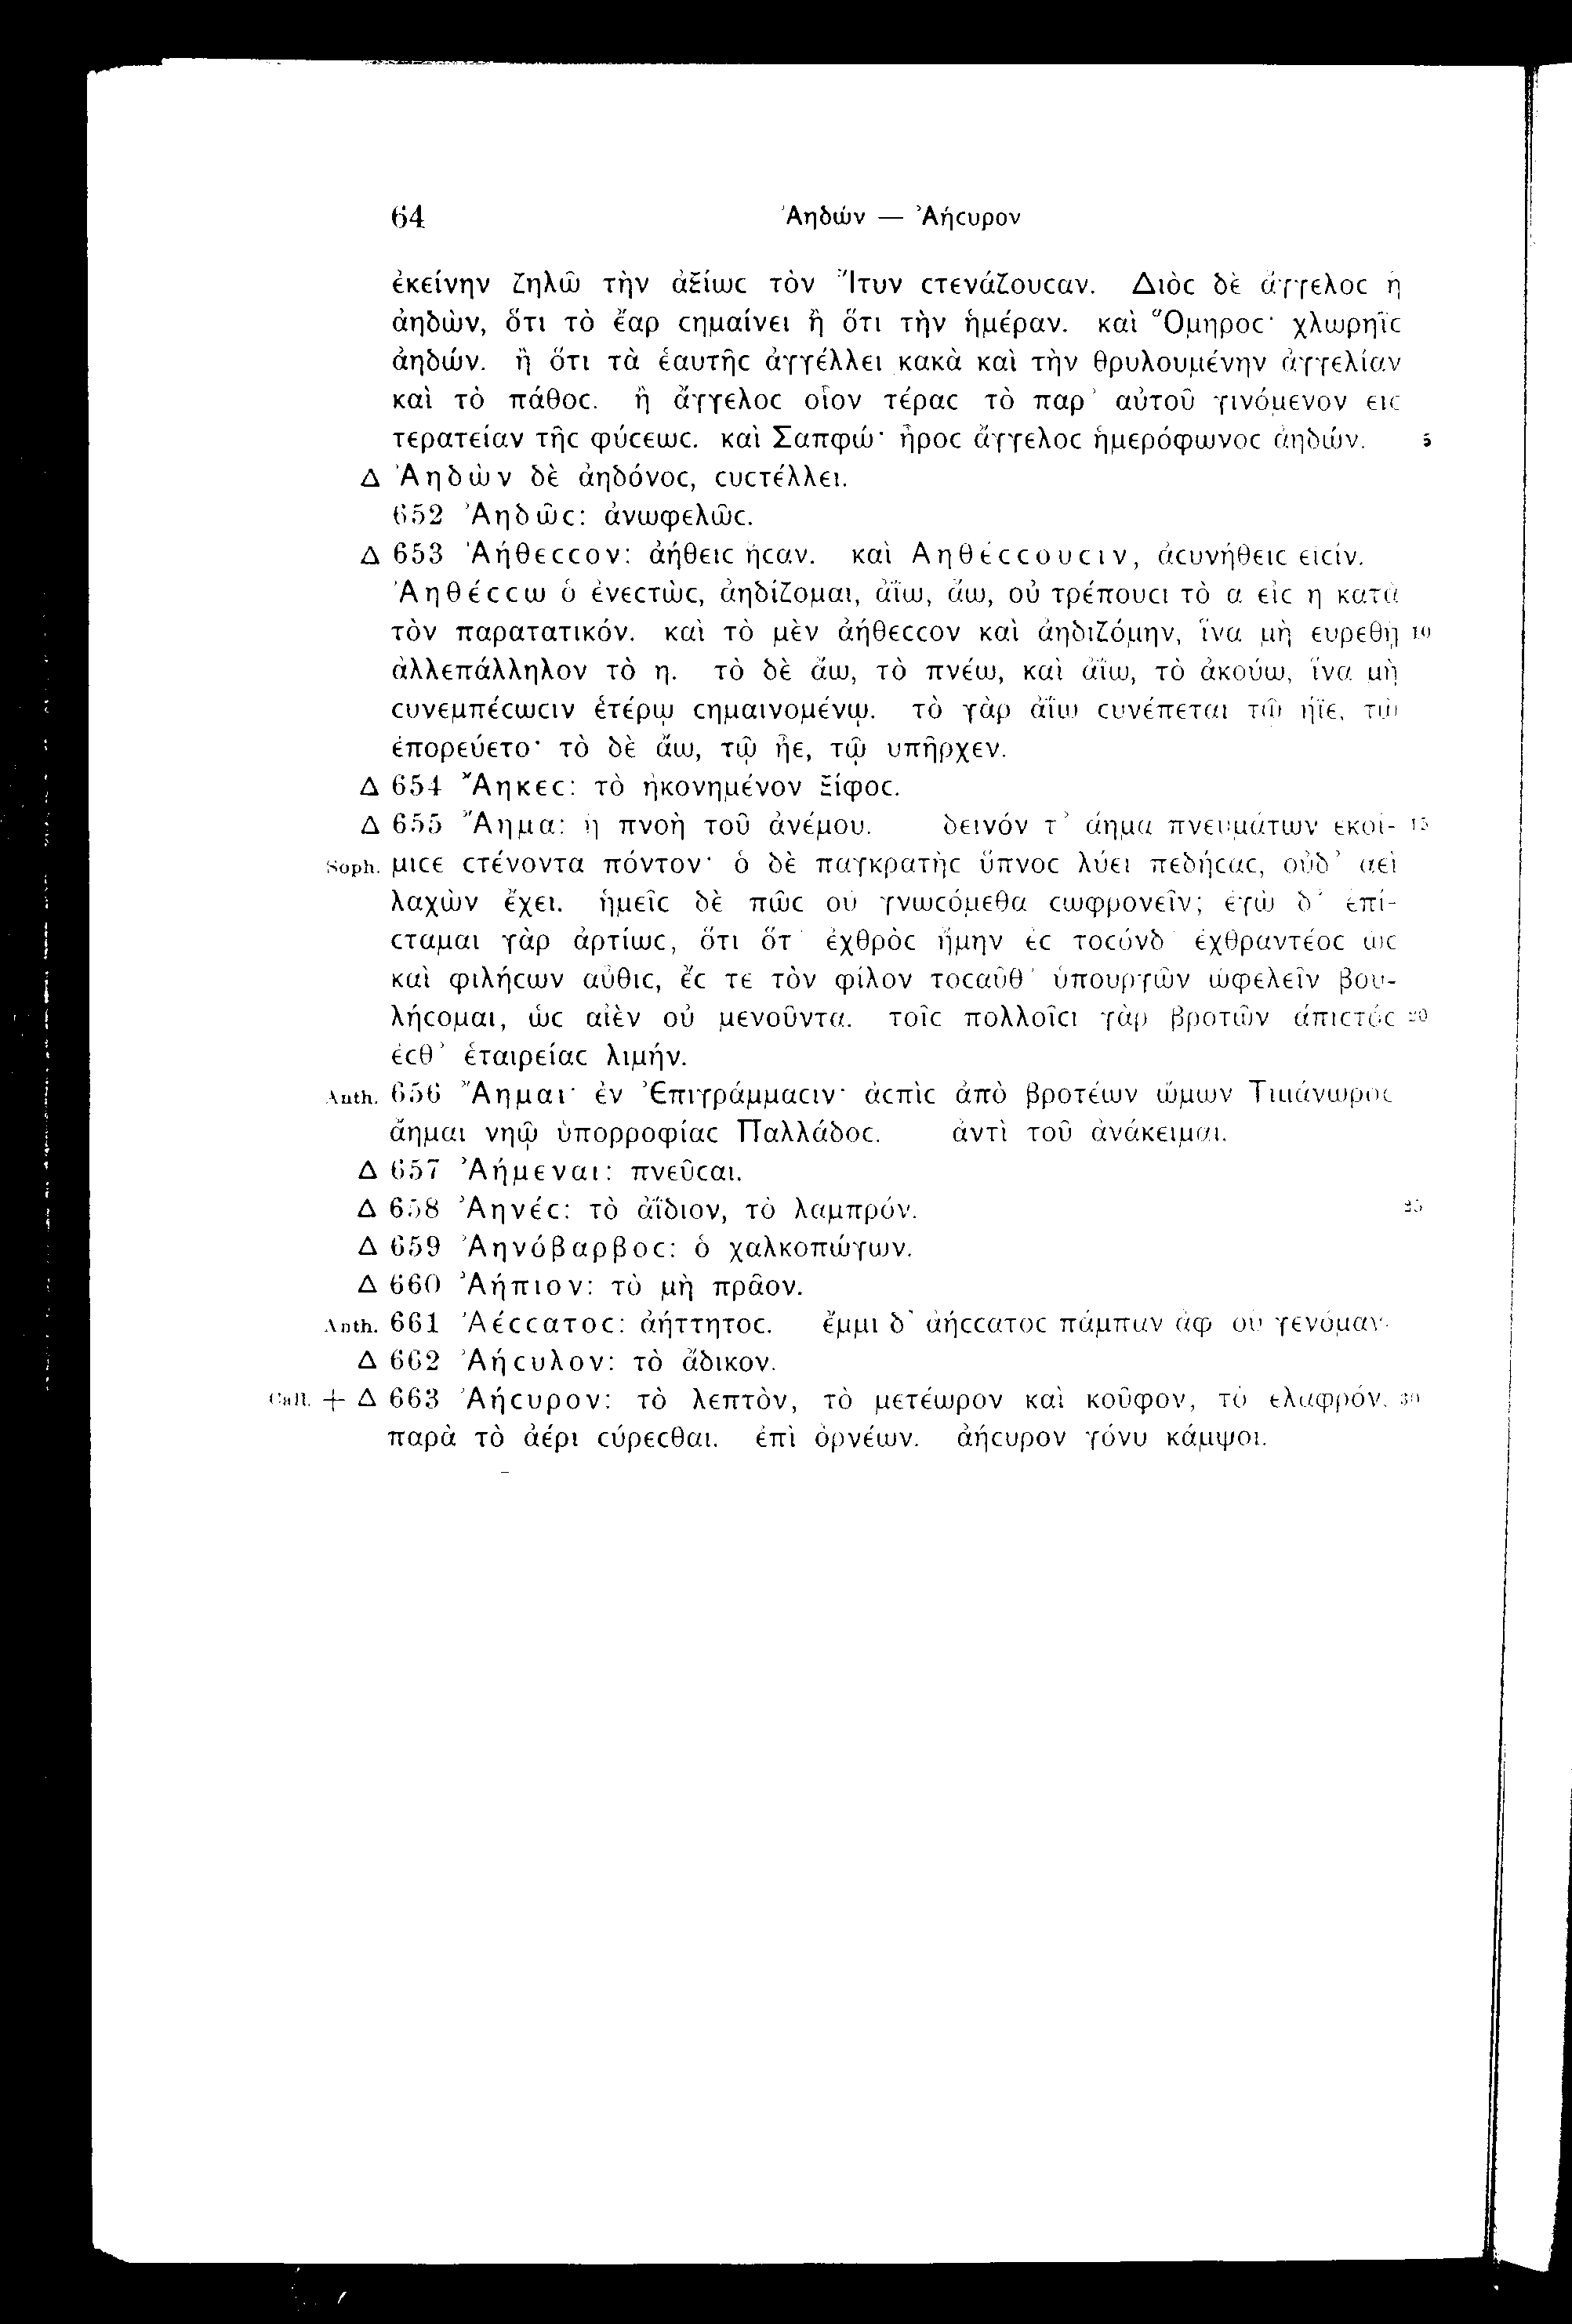 64 Ἀηδών — Ἀήϲυρον
ἐκείνην ζηλῶ τὴν ἀξίωϲ τὸν Ἴτυν ϲτενάζουϲαν. Διὸϲ δὲ ἄγγελοϲ ἡ
ἀηδὼν, ὅτι τὸ ἔαρ ϲημαίνει ἢ ὅτι τὴν ἡμέραν. καὶ Ὅμηροϲ· χλωρηῒϲ
ἀηδών. ἢ ὅτι τὰ ἑαυτῆϲ ἀγγέλλει κακὰ καὶ τὴν θρυλουμένην ἀγγελίαν
καὶ τὸ πάθοϲ. ἢ ἄγγελοϲ οἷον τέραϲ τὸ παρ’ αὐτοῦ γινόμενον εἰϲ
τερατείαν τῆϲ φύϲεωϲ. καὶ Σαπφώ· ἦροϲ ἄγγελοϲ ἡμερόφωνοϲ ἀηδών. 5
Δ Ἀηδὼν δὲ ἀηδόνοϲ, ϲυϲτέλλει.
652 Ἀηδῶϲ: ἀνωφελῶϲ.
Δ 653 Ἀήθεϲϲον: ἀήθειϲ ἦϲαν. καὶ Ἀηθέϲϲουϲιν, ἀϲυνήθειϲ εἰϲίν.
Ἀηθέϲϲω ὁ ἐνεϲτὼϲ, ἀηδίζομαι, ἀΐω, ἄω, οὐ τρέπουϲι τὸ α εἰϲ η κατὰ
τὸν παρατατικόν. καὶ τὸ μὲν ἀήθεϲϲον καὶ ἀηδιζόμην, ἵνα μὴ εὑρεθῇ 10
ἀλλεπάλληλον τὸ η. τὸ δὲ ἄω, τὸ πνέω, καὶ ἀΐω, τὸ ἀκούω, ἵνα μὴ
ϲυνεμπέϲωϲιν ἑτέρῳ ϲημαινομένῳ. τὸ γὰρ ἀΐω ϲυνέπεται τῷ ἤϊε, τῷ
ἐπορεύετο· τὸ δὲ ἄω, τῷ ἦε, τῷ ὑπῆρχεν.
Δ 654 Ἄηκεϲ: τὸ ἠκονημένον ξίφοϲ.
Δ 655 Ἄημα: ἡ πνοὴ τοῦ ἀνέμου. δεινόν τ’ ἄημα πνευμάτων ἐκοί- 15
Soph. μιϲε ϲτένοντα πόντον· ὁ δὲ παγκρατὴϲ ὕπνοϲ λύει πεδήϲαϲ, οὐδ’ ἀεὶ
λαχὼν ἔχει. ἡμεῖϲ δὲ πῶϲ οὐ γνωϲόμεθα ϲωφρονεῖν; ἐγὼ δ’ ἐπί-
ϲταμαι γὰρ ἀρτίωϲ, ὅτι ὅτ’ ἐχθρὸϲ ἤμην ἐϲ τοϲόνδ’ ἐχθραντέοϲ ὡϲ
καὶ φιλήϲων αὖθιϲ, ἔϲ τε τὸν φίλον τοϲαῦθ’ ὑπουργῶν ὠφελεῖν βου-
λήϲομαι, ὡϲ αἰὲν οὐ μενοῦντα. τοῖϲ πολλοῖϲι γὰρ βροτῶν ἄπιϲτόϲ 20
ἐϲθ’ ἑταιρείαϲ λιμήν.
Anth. 656 Ἄημαι· ἐν Ἐπιγράμμαϲιν· ἀϲπὶϲ ἀπὸ βροτέων ὤμων Τιμάνωροϲ
ἄημαι νηῷ ὑπορροφίαϲ Παλλάδοϲ. ἀντὶ τοῦ ἀνάκειμαι.
Δ 657 Ἀήμεναι: πνεῦϲαι.
Δ 658 Ἀηνέϲ: τὸ ἀΐδιον, τὸ λαμπρόν. 25
Δ 659 Ἀηνόβαρβοϲ: ὁ χαλκοπώγων.
Δ 660 Ἀήπιον: τὸ μὴ πρᾶον.
Anth. 661 Ἀέϲϲατοϲ: ἀήττητοϲ. ἔμμι δ’ ἀήϲϲατοϲ πάμπαν ἀφ’ οὗ γενόμαν·
Δ 662 Ἀήϲυλον: τὸ ἄδικον.
Call. + Δ 663 Ἀήϲυρον: τὸ λεπτὸν, τὸ μετέωρον καὶ κοῦφον, τὸ ἐλαφρόν. 30
παρὰ τὸ ἀέρι ϲύρεϲθαι. ἐπὶ ὀρνέων. ἀήϲυρον γόνυ κάμψοι.